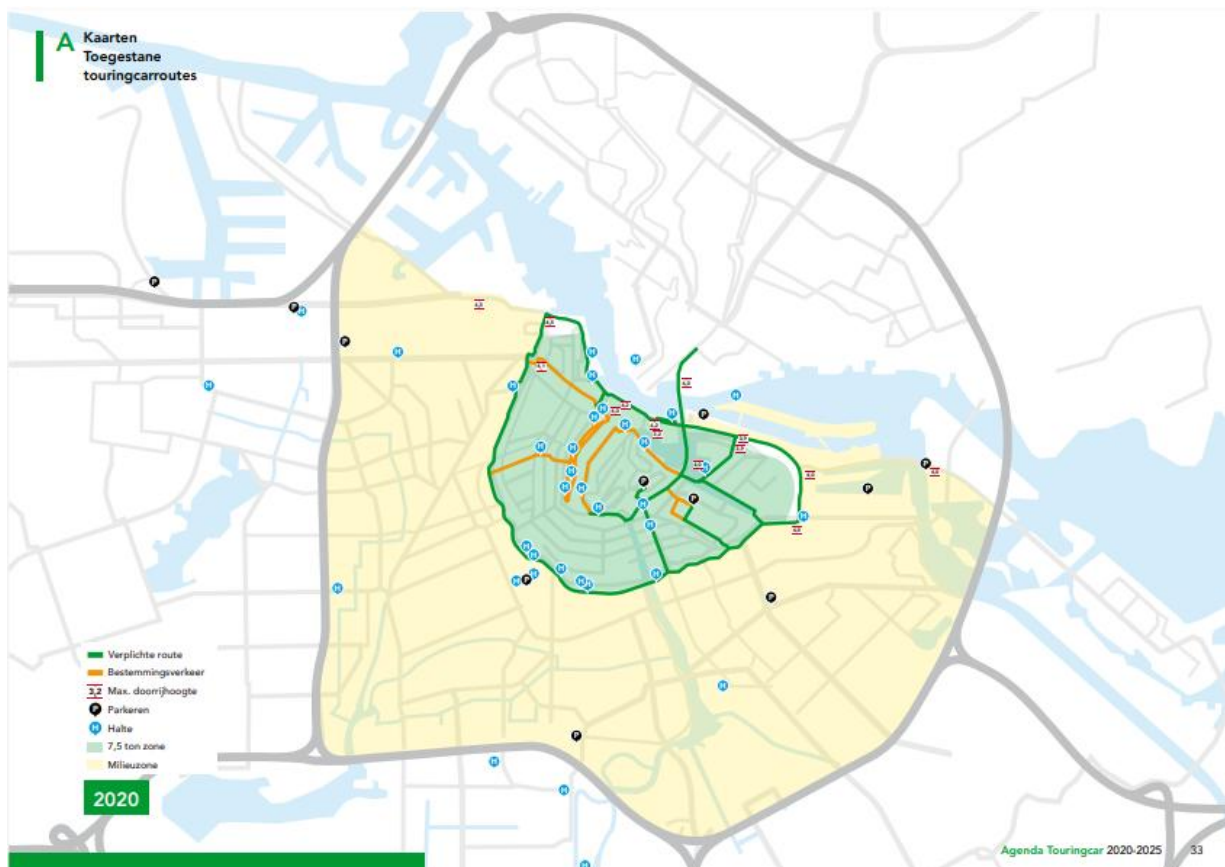 A
Kaarten
Toegestane
touringcarroutes
Verplichte route
Bestemmingsverkeer
3,2 Max. doorrijhoogte
P Parkeren
H Halte
7,5 ton zone
Milieuzone
2020
Agenda Touringcar 2020-2025 33